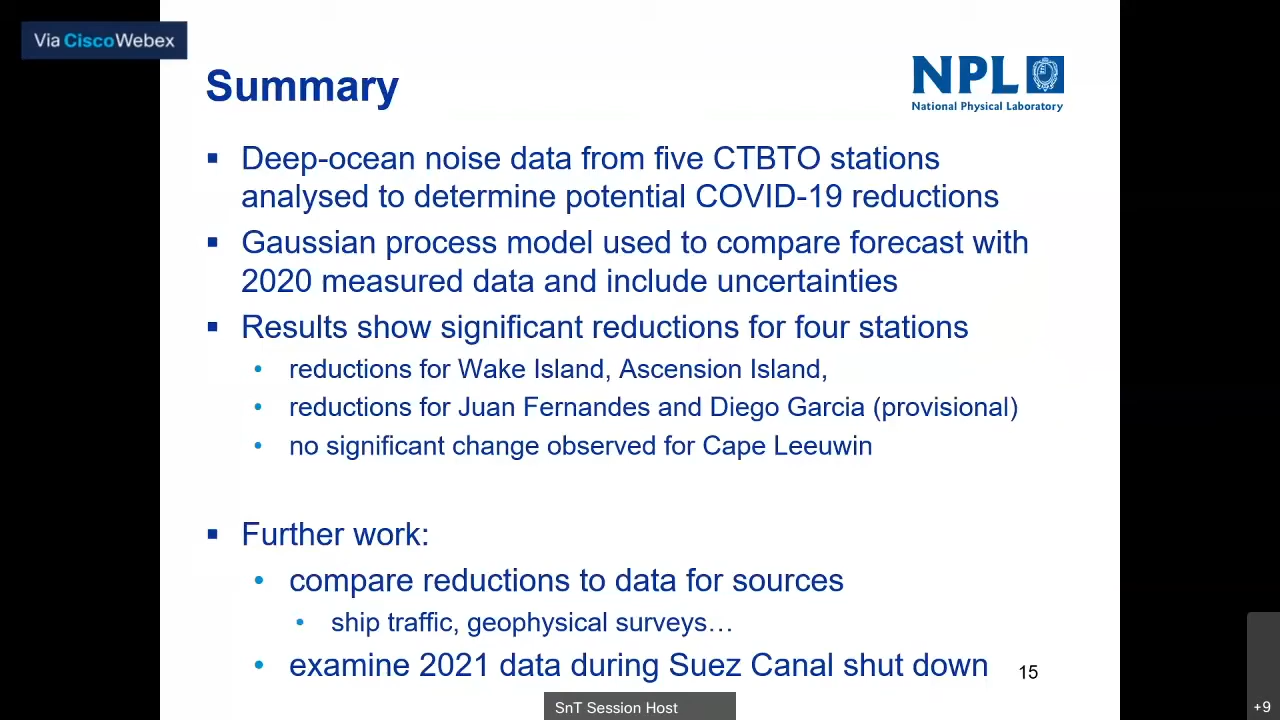 Via CiscoWebex
Summary
NPL
National Physical Laboratory
▪ Deep-ocean noise data from five CTBTO stations
analysed to determine potential COVID-19 reductions
▪ Gaussian process model used to compare forecast with
2020 measured data and include uncertainties
▪ Results show significant reductions for four stations
• reductions for Wake Island, Ascension Island,
• reductions for Juan Fernandes and Diego Garcia (provisional)
• no significant change observed for Cape Leeuwin
▪ Further work:
• compare reductions to data for sources
• ship traffic, geophysical surveys…
• examine 2021 data during Suez Canal shut down
15
SnT Session Host
+9